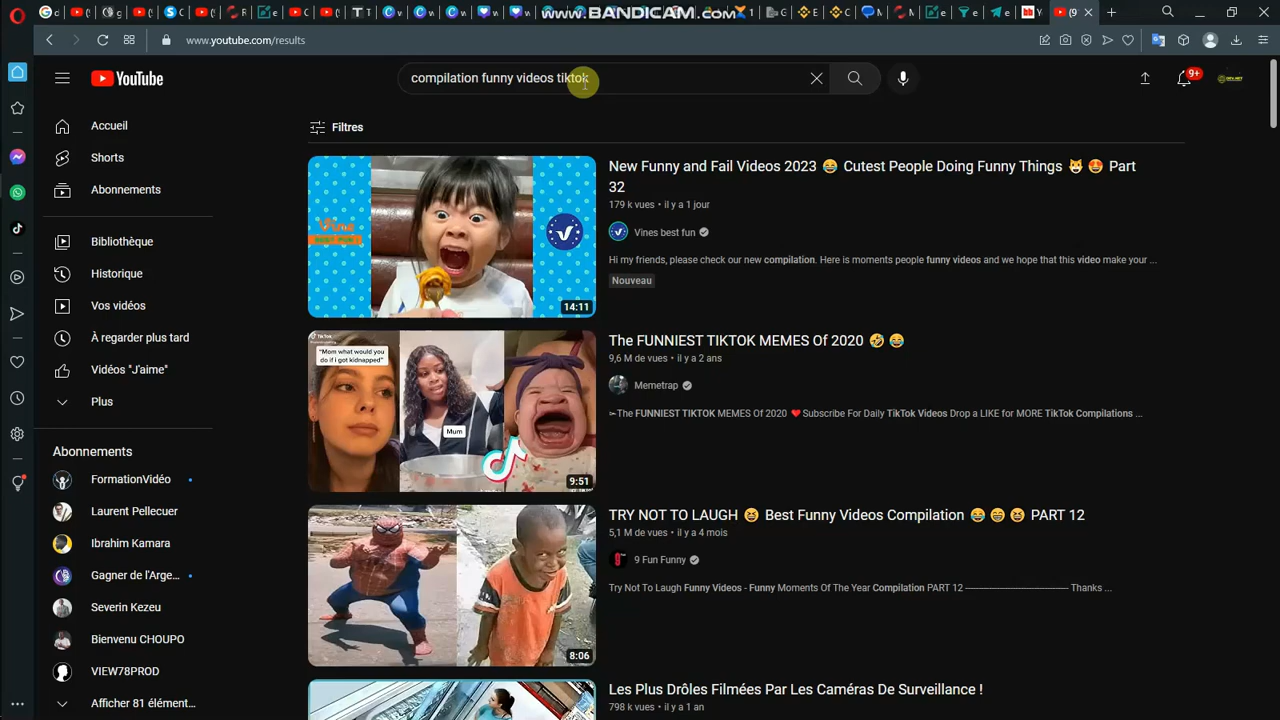 www.BANDICAM.com
www.youtube.com/results
YouTube
compilation funny videos tiktok
9+
Accueil
Shorts
Abonnements
Bibliothèque
Historique
Vos vidéos
À regarder plus tard
Vidéos "J'aime"
Plus
Abonnements
FormationVidéo
Laurent Pellecuer
Ibrahim Kamara
Gagner de l'Arge...
Severin Kezeu
Bienvenu CHOUPO
VIEW78PROD
Afficher 81 élément...
Filtres
14:11
New Funny and Fail Videos 2023 😂 Cutest People Doing Funny Things 😺 😍 Part
32
179 k vues • il y a 1 jour
Vines best fun
Hi my friends, please check our new compilation. Here is moments people funny videos and we hope that this video make your ...
Nouveau
TikTok
"Mom what would you
do if i got kidnapped"
Mum
9:51
The FUNNIEST TIKTOK MEMES Of 2020 🤣 😂
9,6 M de vues • il y a 2 ans
Memetrap
➣The FUNNIEST TIKTOK MEMES Of 2020 ❤️Subscribe For Daily TikTok Videos Drop a LIKE for MORE TikTok Compilations ...
8:06
TRY NOT TO LAUGH 😆 Best Funny Videos Compilation 😂 😁 😆 PART 12
5,1 M de vues • il y a 4 mois
9 Fun Funny
Try Not To Laugh Funny Videos - Funny Moments Of The Year Compilation PART 12 ------------------------------ Thanks ...
Les Plus Drôles Filmées Par Les Caméras De Surveillance !
798 k vues • il y a 1 an